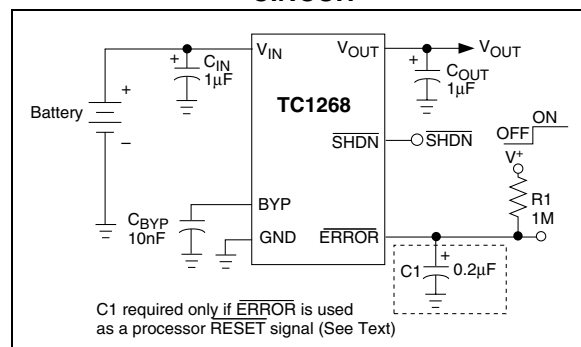 Battery
+
–
+
CIN
1µF
VIN
VOUT
TC1268
SHDN
BYP
GND
ERROR
CBYP
10nF
+
COUT
1µF
VOUT
SHDN
ON
OFF
V+
R1
1M
+
C1
0.2µF
C1 required only if ERROR is used
as a processor RESET signal (See Text)